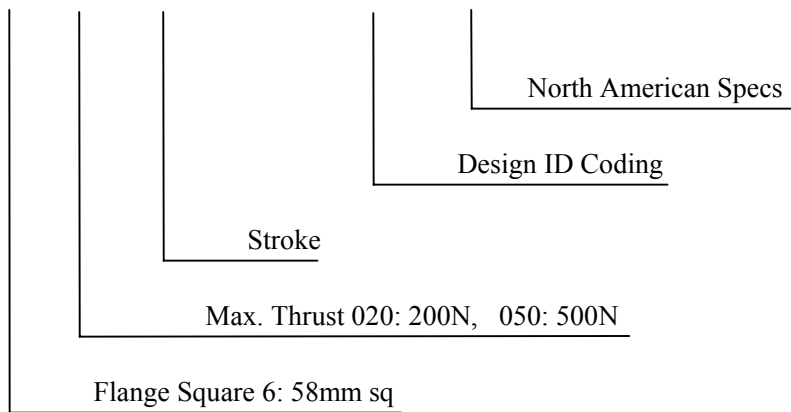 North American Specs
Design ID Coding
Stroke
Max. Thrust 020: 200N, 050: 500N
Flange Square 6: 58mm sq